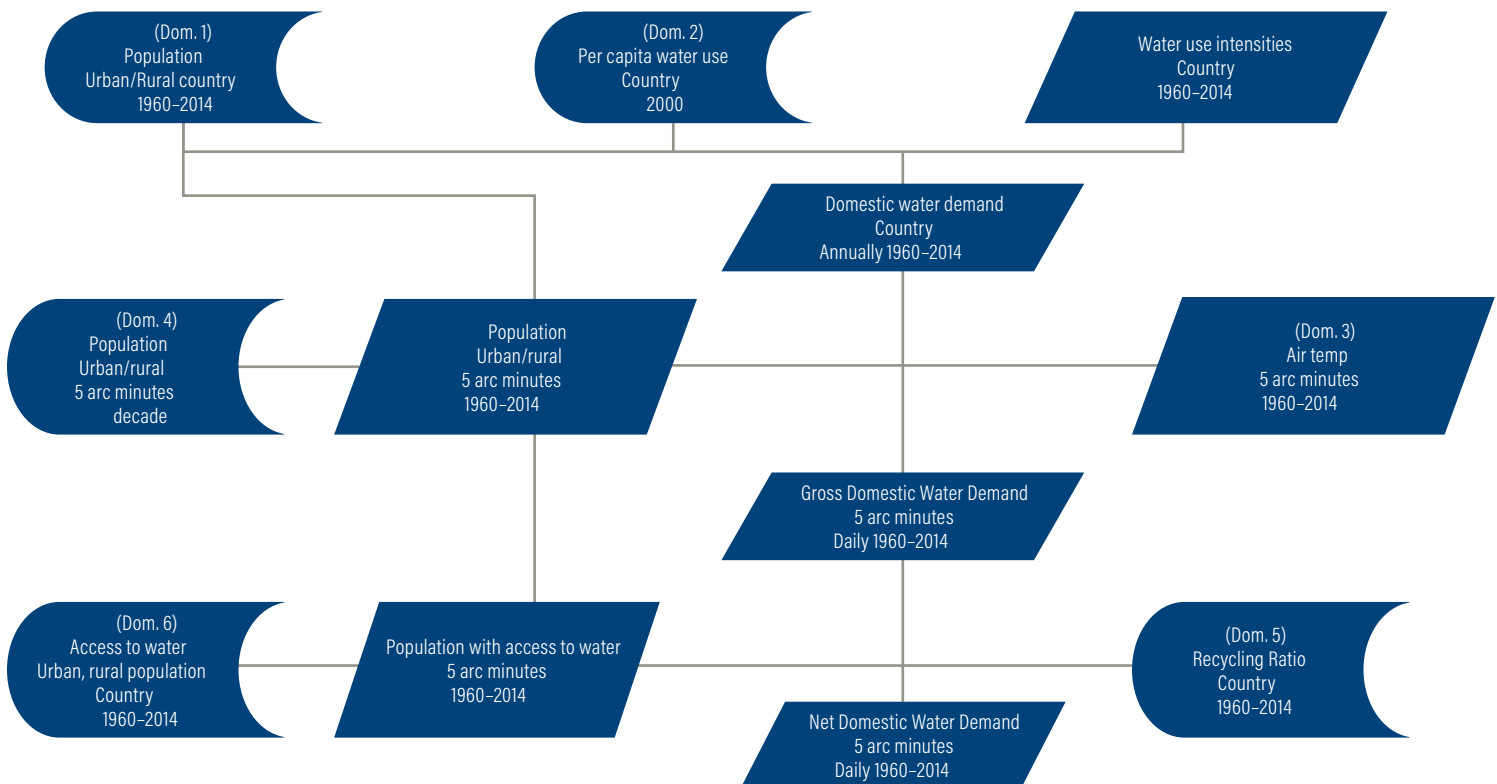 (Dom. 1)
Population
Urban/Rural country
1960–2014
(Dom. 2)
Per capita water use
Country
2000
Water use intensities
Country
1960–2014
Domestic water demand
Country
Annually 1960–2014
(Dom. 4)
Population
Urban/rural
5 arc minutes
decade
Population
Urban/rural
5 arc minutes
1960–2014
(Dom. 3)
Air temp
5 arc minutes
1960–2014
Gross Domestic Water Demand
5 arc minutes
Daily 1960–2014
(Dom. 6)
Access to water
Urban, rural population
Country
1960–2014
Population with access to water
5 arc minutes
1960–2014
(Dom. 5)
Recycling Ratio
Country
1960–2014
Net Domestic Water Demand
5 arc minutes
Daily 1960–2014